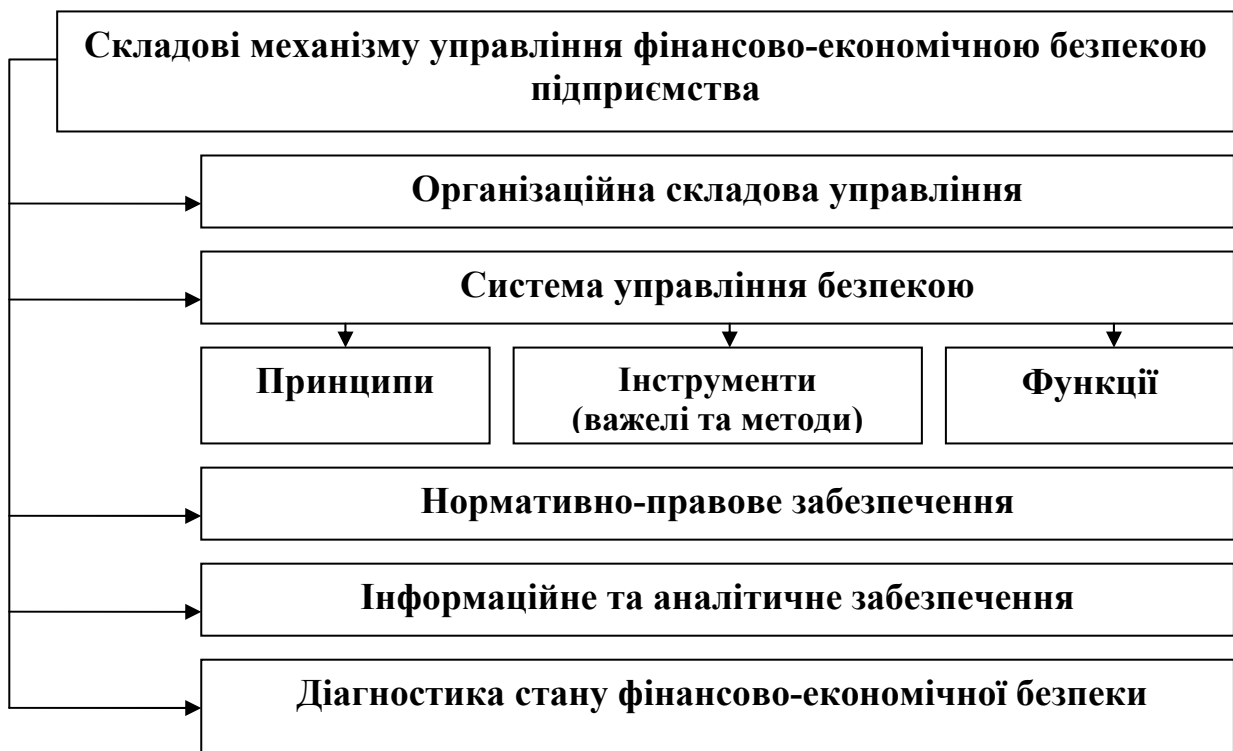 Складові механізму управління фінансово-економічною безпекою
підприємства
Організаційна складова управління
Система управління безпекою
Принципи
Інструменти
(важелі та методи)
Функції
Нормативно-правове забезпечення
Інформаційне та аналітичне забезпечення
Діагностика стану фінансово-економічної безпеки